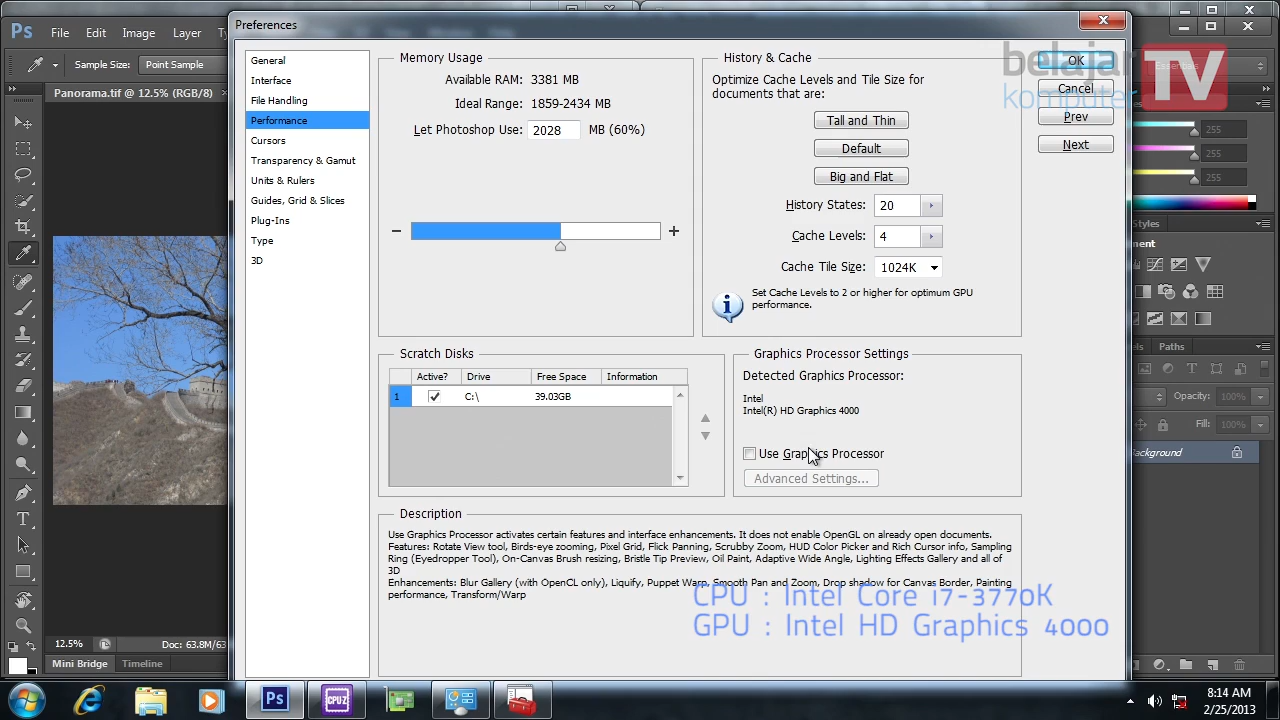 Preferences
Ps File Edit Image Layer
Sample Size: Point Sample
Essentials
Panorama.tif @ 12.5% (RGB/8)
belajar
komputer
TV
General
Interface
File Handling
Performance
Cursors
Transparency & Gamut
Units & Rulers
Guides, Grid & Slices
Plug-Ins
Type
3D
Memory Usage
Available RAM: 3381 MB
Ideal Range: 1859-2434 MB
Let Photoshop Use: 2028 MB (60%)
− +
History & Cache
Optimize Cache Levels and Tile Size for
documents that are:
Tall and Thin
Default
Big and Flat
History States: 20
Cache Levels: 4
Cache Tile Size: 1024K
Set Cache Levels to 2 or higher for optimum GPU
performance.
OK
Cancel
Prev
Next
255
255
255
Styles
Paths
Opacity: 100%
Fill: 100%
Background
Scratch Disks
Active? Drive Free Space Information
1 C:\ 39.03GB
Graphics Processor Settings
Detected Graphics Processor:
Intel
Intel(R) HD Graphics 4000
Use Graphics Processor
Advanced Settings...
Description
Use Graphics Processor activates certain features and interface enhancements. It does not enable OpenGL on already open documents.
Features: Rotate View tool, Birds-eye zooming, Pixel Grid, Flick Panning, Scrubby Zoom, HUD Color Picker and Rich Cursor info, Sampling
Ring (Eyedropper Tool), On-Canvas Brush resizing, Bristle Tip Preview, Oil Paint, Adaptive Wide Angle, Lighting Effects Gallery and all of
3D
Enhancements: Blur Gallery (with OpenCL only), Liquify, Puppet Warp, Smooth Pan and Zoom, Drop shadow for Canvas Border, Painting
performance, Transform/Warp
CPU : Intel Core i7-3770K
GPU : Intel HD Graphics 4000
12.5% Doc: 63.8M/63
Mini Bridge Timeline
Ps
CPU-Z
8:14 AM
2/25/2013